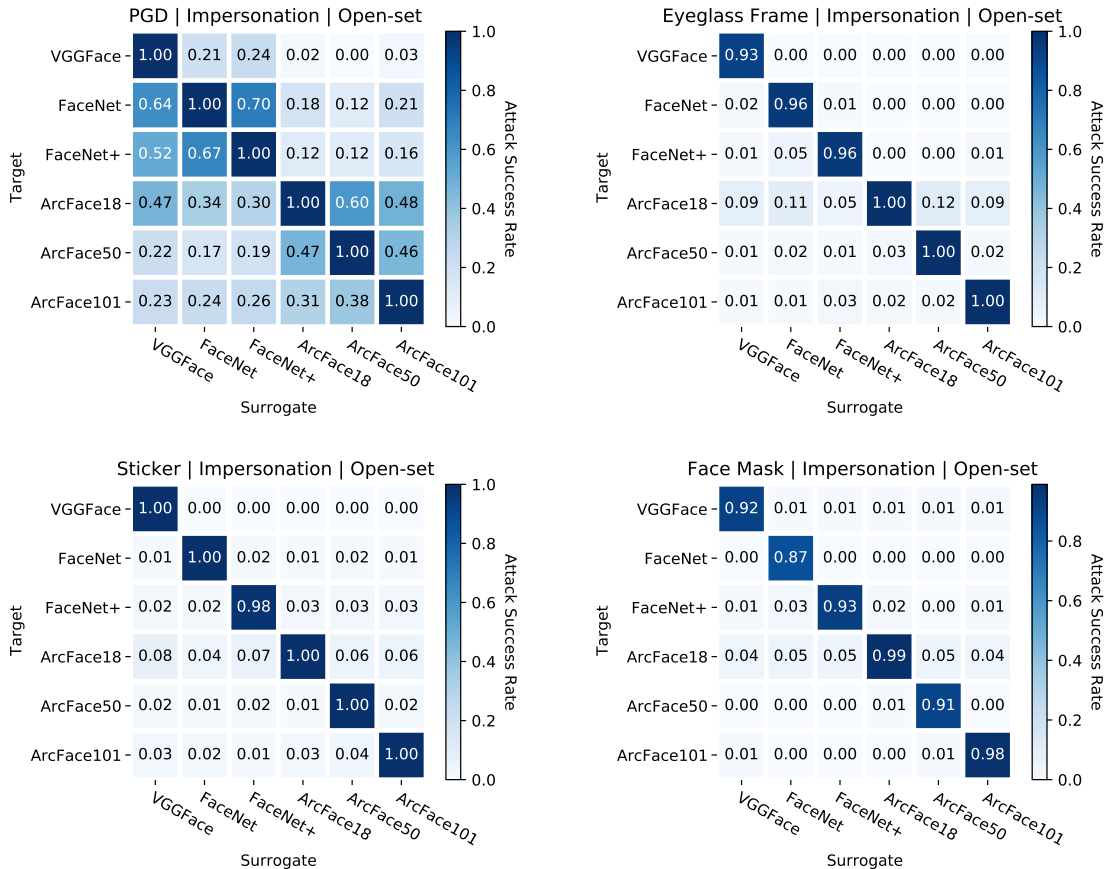 PGD | Impersonation | Open-set
VGGFace 1.00 0.21 0.24 0.02 0.00 0.03
FaceNet 0.64 1.00 0.70 0.18 0.12 0.21
FaceNet+ 0.52 0.67 1.00 0.12 0.12 0.16
ArcFace18 0.47 0.34 0.30 1.00 0.60 0.48
ArcFace50 0.22 0.17 0.19 0.47 1.00 0.46
ArcFace101 0.23 0.24 0.26 0.31 0.38 1.00
VGGFace FaceNet FaceNet+ ArcFace18 ArcFace50 ArcFace101
Surrogate
Target
1.0
0.8
0.6
0.4
0.2
0.0
Attack Success Rate
Eyeglass Frame | Impersonation | Open-set
VGGFace 0.93 0.00 0.00 0.00 0.00 0.00
FaceNet 0.02 0.96 0.01 0.00 0.00 0.00
FaceNet+ 0.01 0.05 0.96 0.00 0.00 0.01
ArcFace18 0.09 0.11 0.05 1.00 0.12 0.09
ArcFace50 0.01 0.02 0.01 0.03 1.00 0.02
ArcFace101 0.01 0.01 0.03 0.02 0.02 1.00
VGGFace FaceNet FaceNet+ ArcFace18 ArcFace50 ArcFace101
Surrogate
Target
1.0
0.8
0.6
0.4
0.2
0.0
Attack Success Rate
Sticker | Impersonation | Open-set
VGGFace 1.00 0.00 0.00 0.00 0.00 0.00
FaceNet 0.01 1.00 0.02 0.01 0.02 0.01
FaceNet+ 0.02 0.02 0.98 0.03 0.03 0.03
ArcFace18 0.08 0.04 0.07 1.00 0.06 0.06
ArcFace50 0.02 0.01 0.02 0.01 1.00 0.02
ArcFace101 0.03 0.02 0.01 0.03 0.04 1.00
VGGFace FaceNet FaceNet+ ArcFace18 ArcFace50 ArcFace101
Surrogate
Target
1.0
0.8
0.6
0.4
0.2
0.0
Attack Success Rate
Face Mask | Impersonation | Open-set
VGGFace 0.92 0.01 0.01 0.01 0.01 0.01
FaceNet 0.00 0.87 0.00 0.00 0.00 0.00
FaceNet+ 0.01 0.03 0.93 0.02 0.00 0.01
ArcFace18 0.04 0.05 0.05 0.99 0.05 0.04
ArcFace50 0.00 0.00 0.00 0.01 0.91 0.00
ArcFace101 0.01 0.00 0.00 0.00 0.01 0.98
VGGFace FaceNet FaceNet+ ArcFace18 ArcFace50 ArcFace101
Surrogate
Target
0.8
0.6
0.4
0.2
0.0
Attack Success Rate